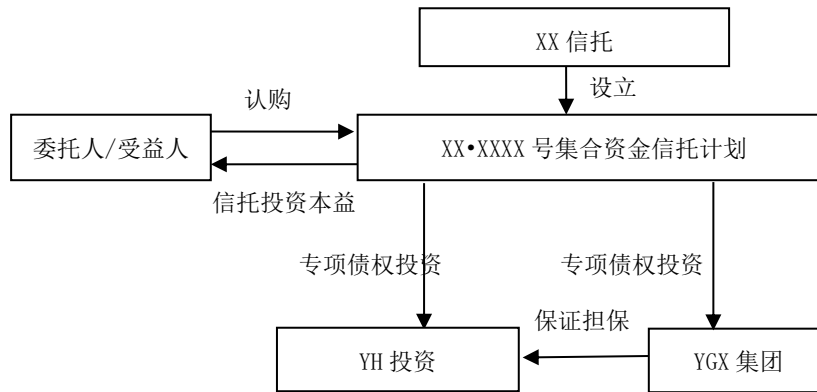 XX 信托
设立
认购
委托人/受益人
XX•XXXX 号集合资金信托计划
信托投资本益
专项债权投资
专项债权投资
保证担保
YH 投资
YGX 集团